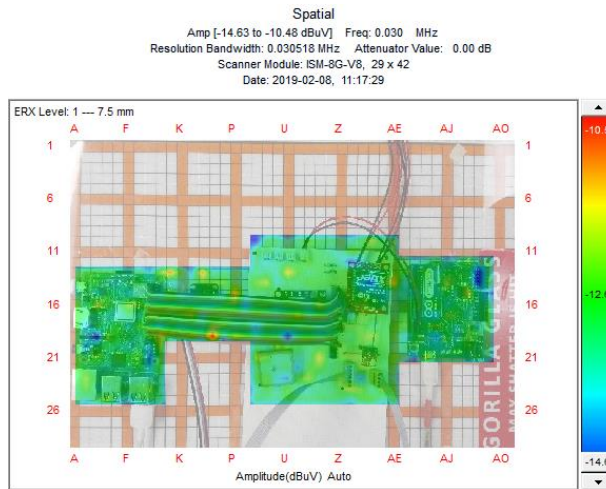 Spatial
Amp [-14.63 to -10.48 dBuV] Freq: 0.030 MHz
Resolution Bandwidth: 0.030518 MHz Attenuator Value: 0.00 dB
Scanner Module: ISM-8G-V8, 29 x 42
Date: 2019-02-08, 11:17:29
ERX Level: 1 --- 7.5 mm
A F K P U Z AE AJ AO
1 1
6 6
11 11
16 16
21 21
26 26
A F K P U Z AE AJ AO
Amplitude(dBuV) Auto
GORILLA GLASS